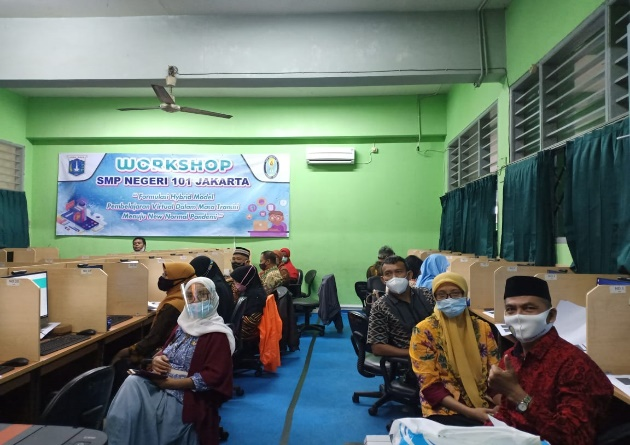 WORKSHOP
SMP NEGERI 101 JAKARTA
"Formulasi Hybrid Model
Pembelajaran Virtual Dalam Masa Transisi
Menuju New Normal Pandemi"